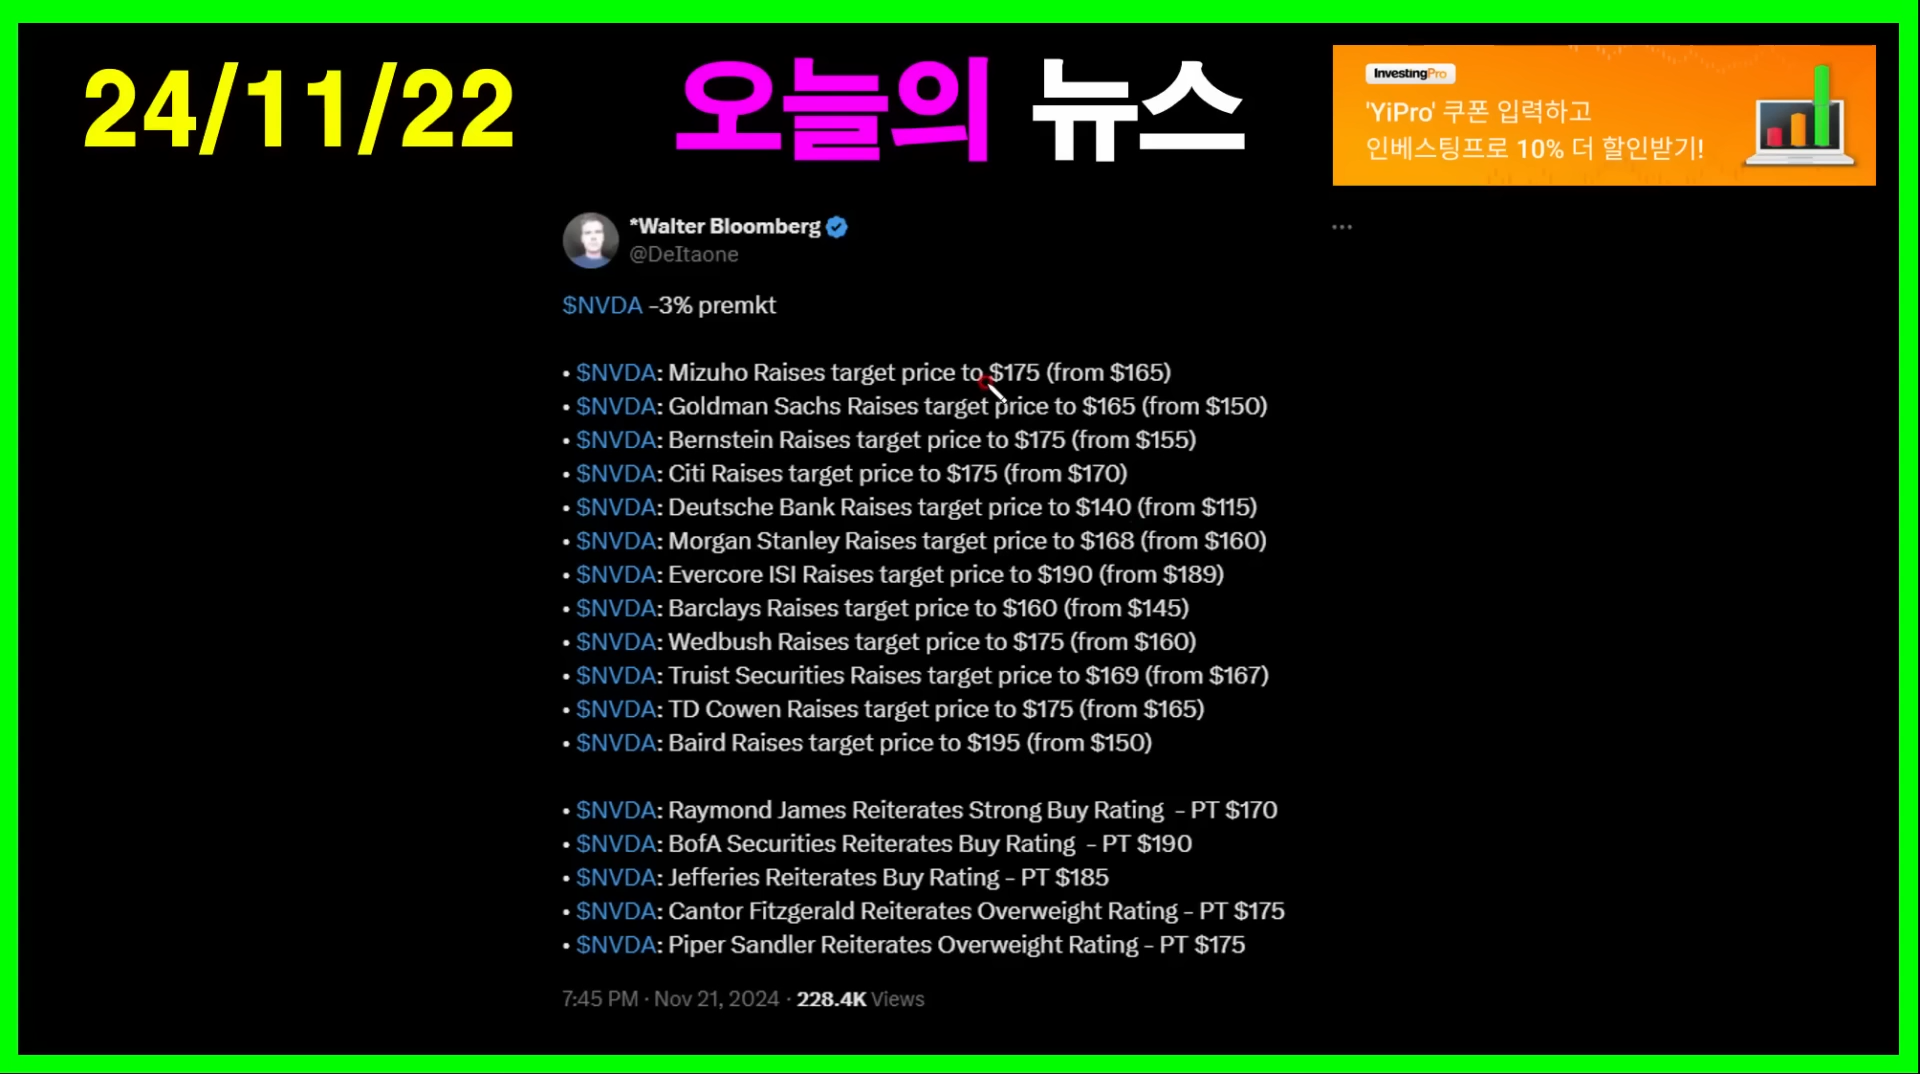 24/11/22
오늘의 뉴스
InvestingPro
'YiPro' 쿠폰 입력하고
인베스팅프로 10% 더 할인받기!
*Walter Bloomberg
@DeItaone
$NVDA -3% premkt
• $NVDA: Mizuho Raises target price to $175 (from $165)
• $NVDA: Goldman Sachs Raises target price to $165 (from $150)
• $NVDA: Bernstein Raises target price to $175 (from $155)
• $NVDA: Citi Raises target price to $175 (from $170)
• $NVDA: Deutsche Bank Raises target price to $140 (from $115)
• $NVDA: Morgan Stanley Raises target price to $168 (from $160)
• $NVDA: Evercore ISI Raises target price to $190 (from $189)
• $NVDA: Barclays Raises target price to $160 (from $145)
• $NVDA: Wedbush Raises target price to $175 (from $160)
• $NVDA: Truist Securities Raises target price to $169 (from $167)
• $NVDA: TD Cowen Raises target price to $175 (from $165)
• $NVDA: Baird Raises target price to $195 (from $150)
• $NVDA: Raymond James Reiterates Strong Buy Rating - PT $170
• $NVDA: BofA Securities Reiterates Buy Rating - PT $190
• $NVDA: Jefferies Reiterates Buy Rating - PT $185
• $NVDA: Cantor Fitzgerald Reiterates Overweight Rating - PT $175
• $NVDA: Piper Sandler Reiterates Overweight Rating - PT $175
7:45 PM · Nov 21, 2024 · 228.4K Views